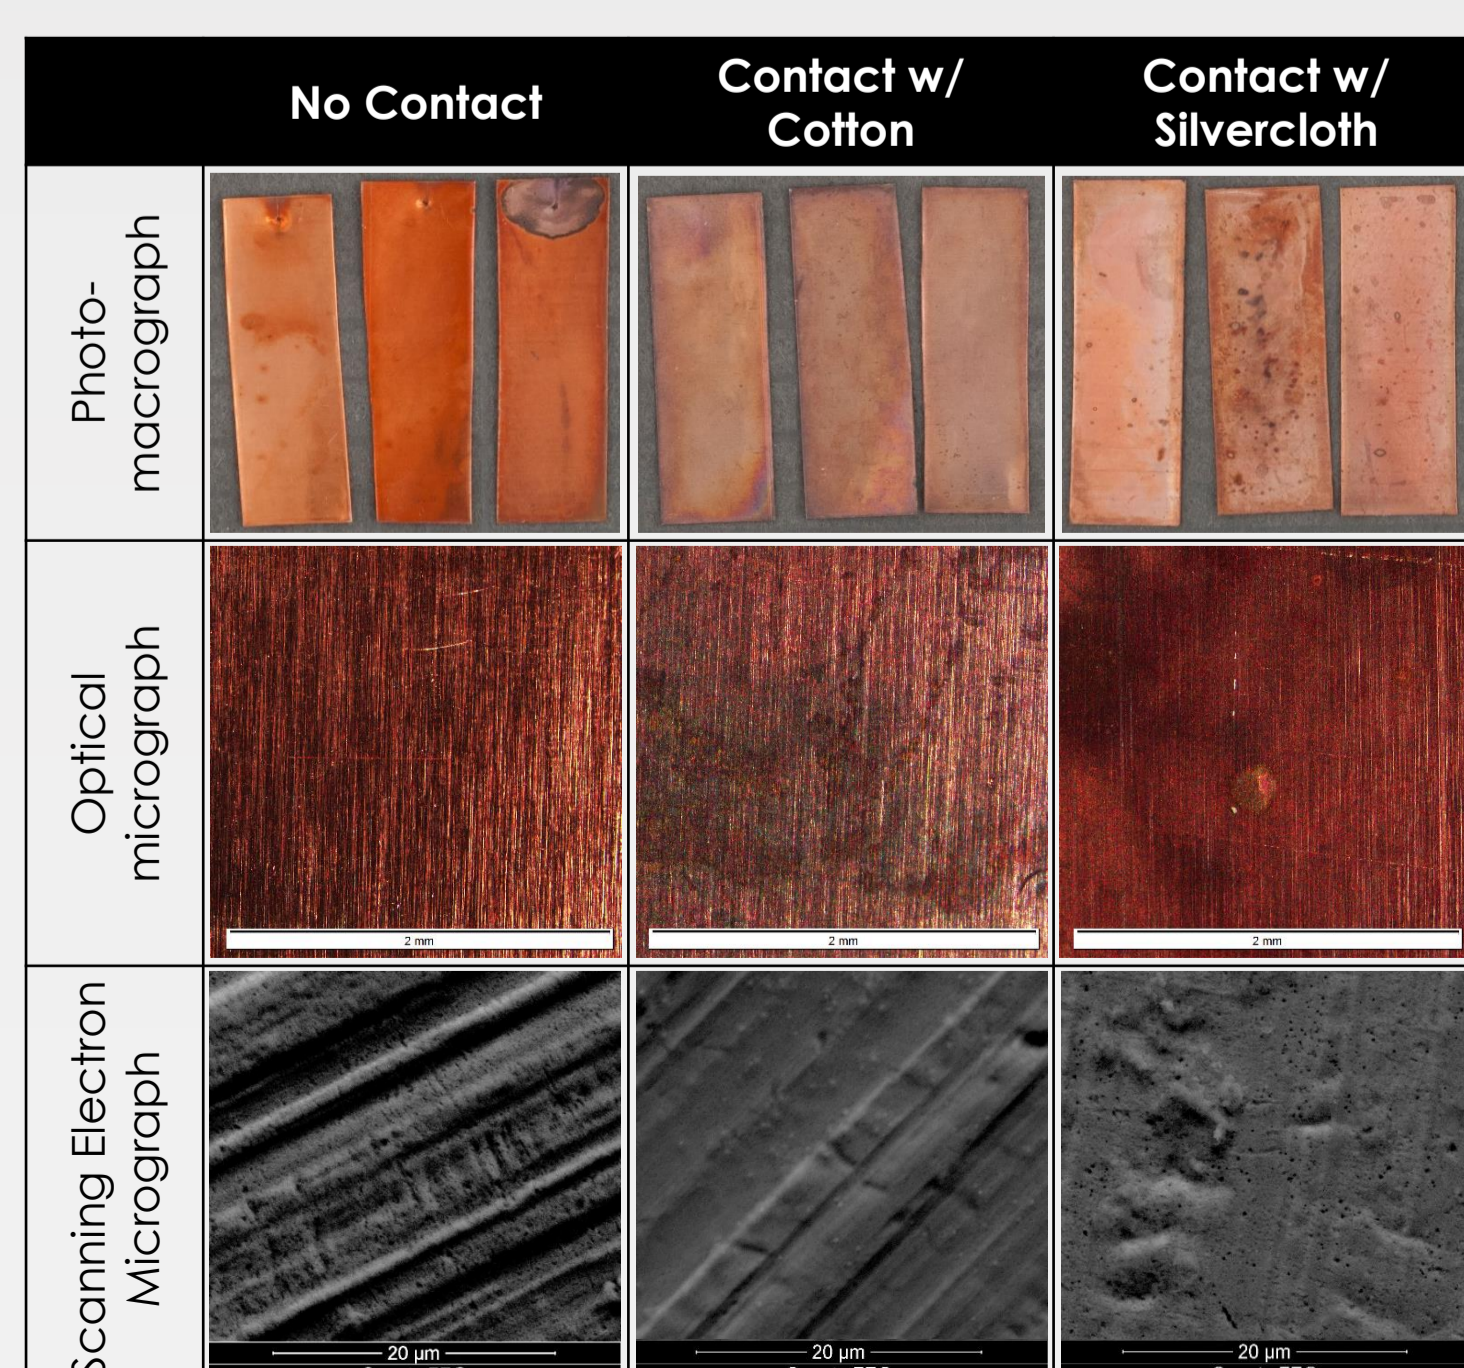 No Contact
Contact w/
Cotton
Contact w/
Silvercloth
Photo-
macrograph
Optical
micrograph
2 mm
2 mm
2 mm
Scanning Electron
Micrograph
20 µm
20 µm
20 µm